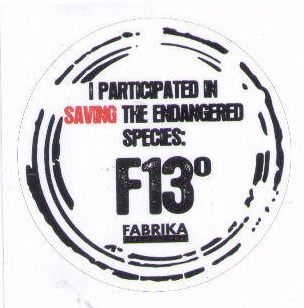 I PARTICIPATED IN
SAVING THE ENDANGERED
SPECIES:
F13°
FABRIKA